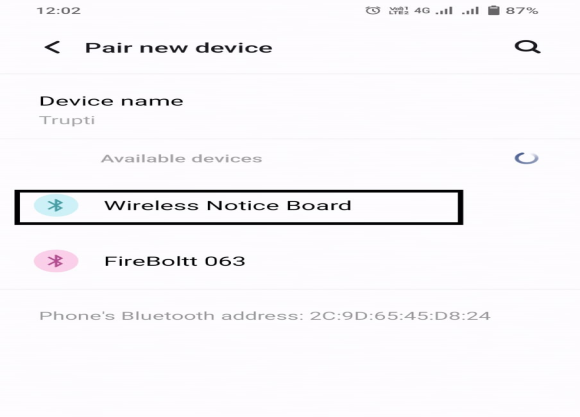 12:02 4G 87%
Pair new device
Device name
Trupti
Available devices
Wireless Notice Board
FireBoltt 063
Phone's Bluetooth address: 2C:9D:65:45:D8:24